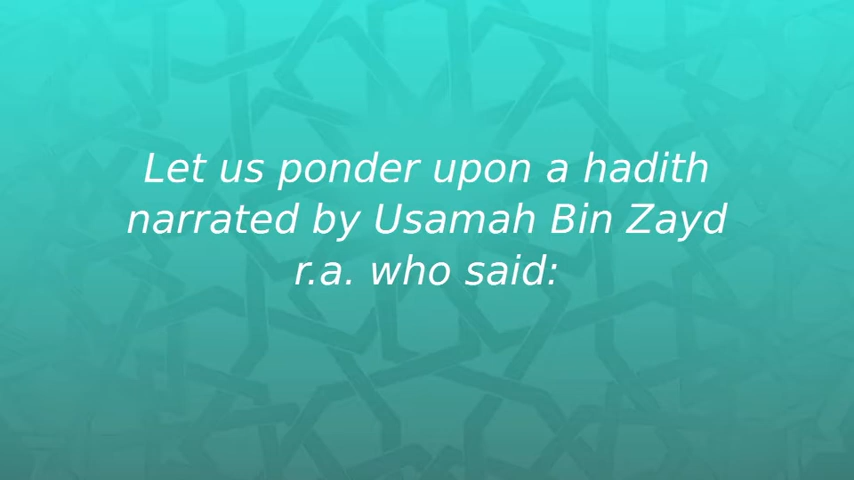 Let us ponder upon a hadith
narrated by Usamah Bin Zayd
r.a. who said: